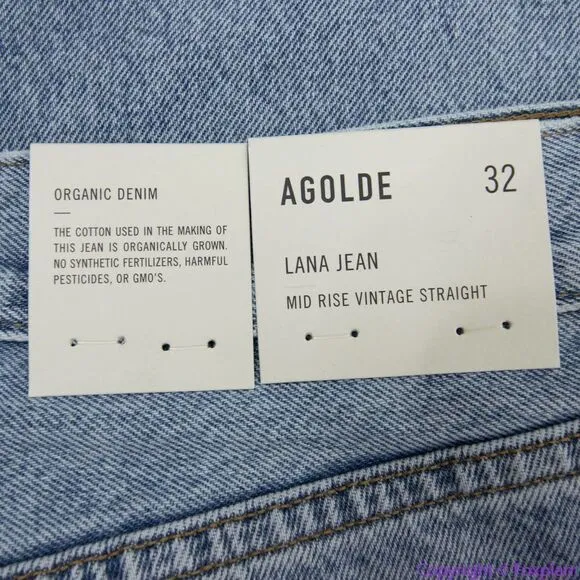 ORGANIC DENIM
THE COTTON USED IN THE MAKING OF
THIS JEAN IS ORGANICALLY GROWN.
NO SYNTHETIC FERTILIZERS, HARMFUL
PESTICIDES, OR GMO'S.
AGOLDE 32
LANA JEAN
MID RISE VINTAGE STRAIGHT
Copyright